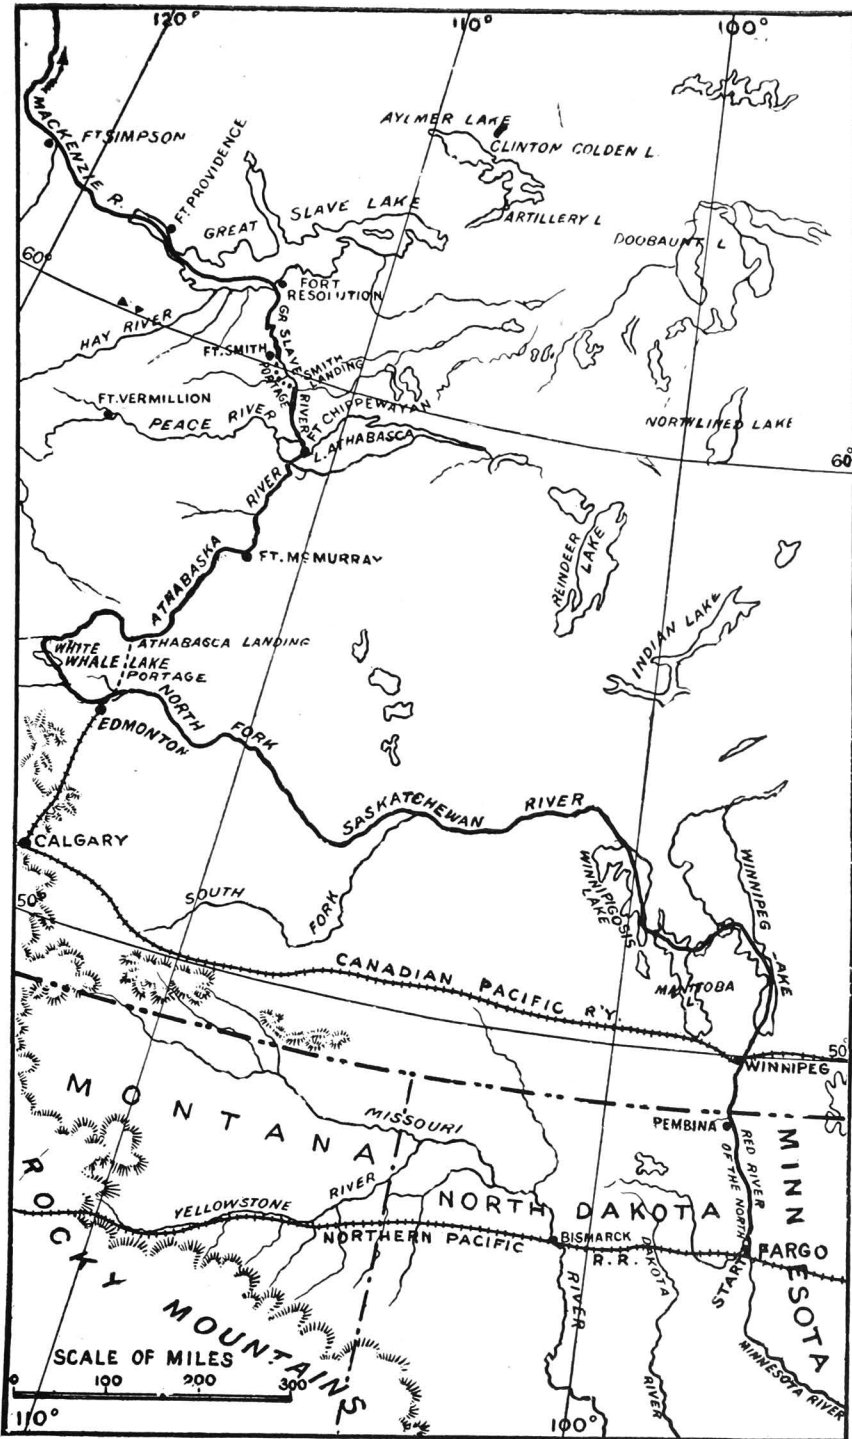 120°
110°
100°
MACKENZIE R.
FT SIMPSON
FT. PROVIDENCE
GREAT SLAVE LAKE
AYLMER LAKE
CLINTON GOLDEN L.
ARTILLERY L
DOOBAUNT L
60°
FORT
RESOLUTION
HAY RIVER
GR SLAVE RIVER
FT. SMITH
SMITH
LANDING
PORTAGE
FT. VERMILLION
PEACE RIVER
FT CHIPPEWAYAN
L. ATHABASCA
NORTHLINED LAKE
60°
ATHABASKA RIVER
FT. MCMURRAY
REINDEER
LAKE
INDIAN LAKE
WHITE
WHALE LAKE
ATHABASCA LANDING
PORTAGE
EDMONTON
NORTH FORK SASKATCHEWAN RIVER
CALGARY
SOUTH FORK
WINNIPIGOSIS
LAKE
WINNIPEG LAKE
MANITOBA
L
50°
CANADIAN PACIFIC R'Y.
50°
WINNIPEG
MONTANA
MISSOURI
PEMBINA
RED RIVER
OF THE NORTH
MINNESOTA
ROCKY MOUNTAINS
YELLOWSTONE RIVER
NORTH DAKOTA
NORTHERN PACIFIC R.R.
BISMARCK
RIVER
DAKOTA RIVER
START
FARGO
MINNESOTA RIVER
SCALE OF MILES
0 100 200 300
110°
100°